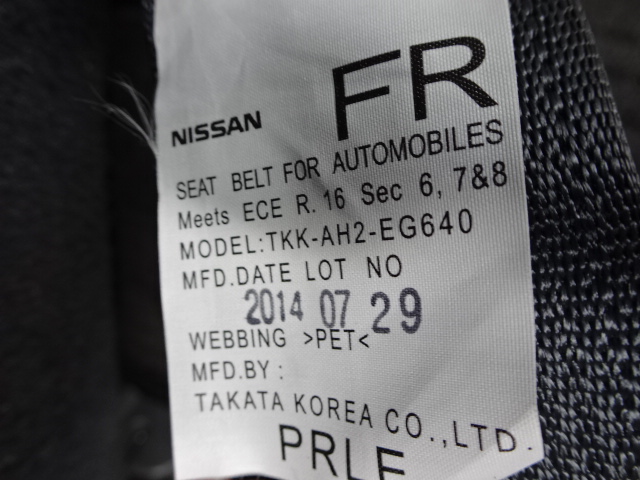 FR
NISSAN
SEAT BELT FOR AUTOMOBILES
Meets ECE R. 16 Sec 6, 7&8
MODEL:TKK-AH2-EG640
MFD.DATE LOT NO
2014 07 29
WEBBING >PET<
MFD.BY :
TAKATA KOREA CO.,LTD.